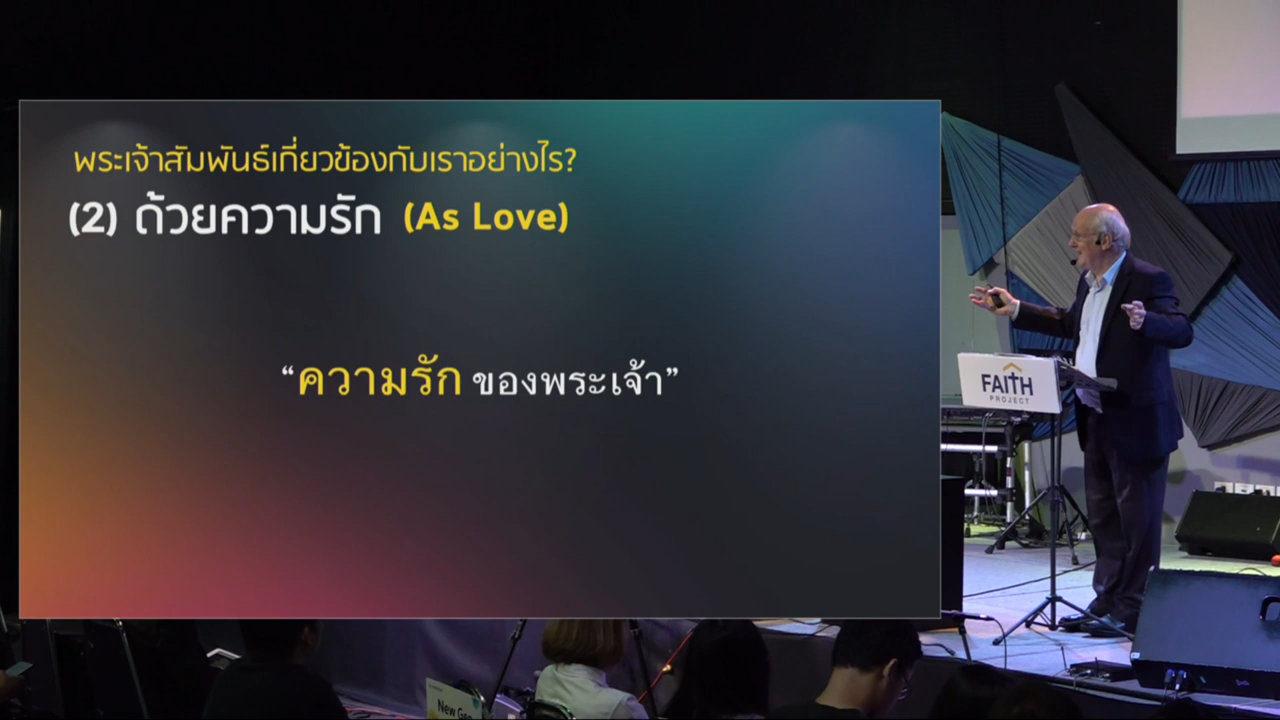 พระเจ้าสัมพันธ์เกี่ยวข้องกับเราอย่างไร?
(2) ด้วยความรัก (As Love)
“ความรัก ของพระเจ้า”
FAITH
PROJECT
New Gen